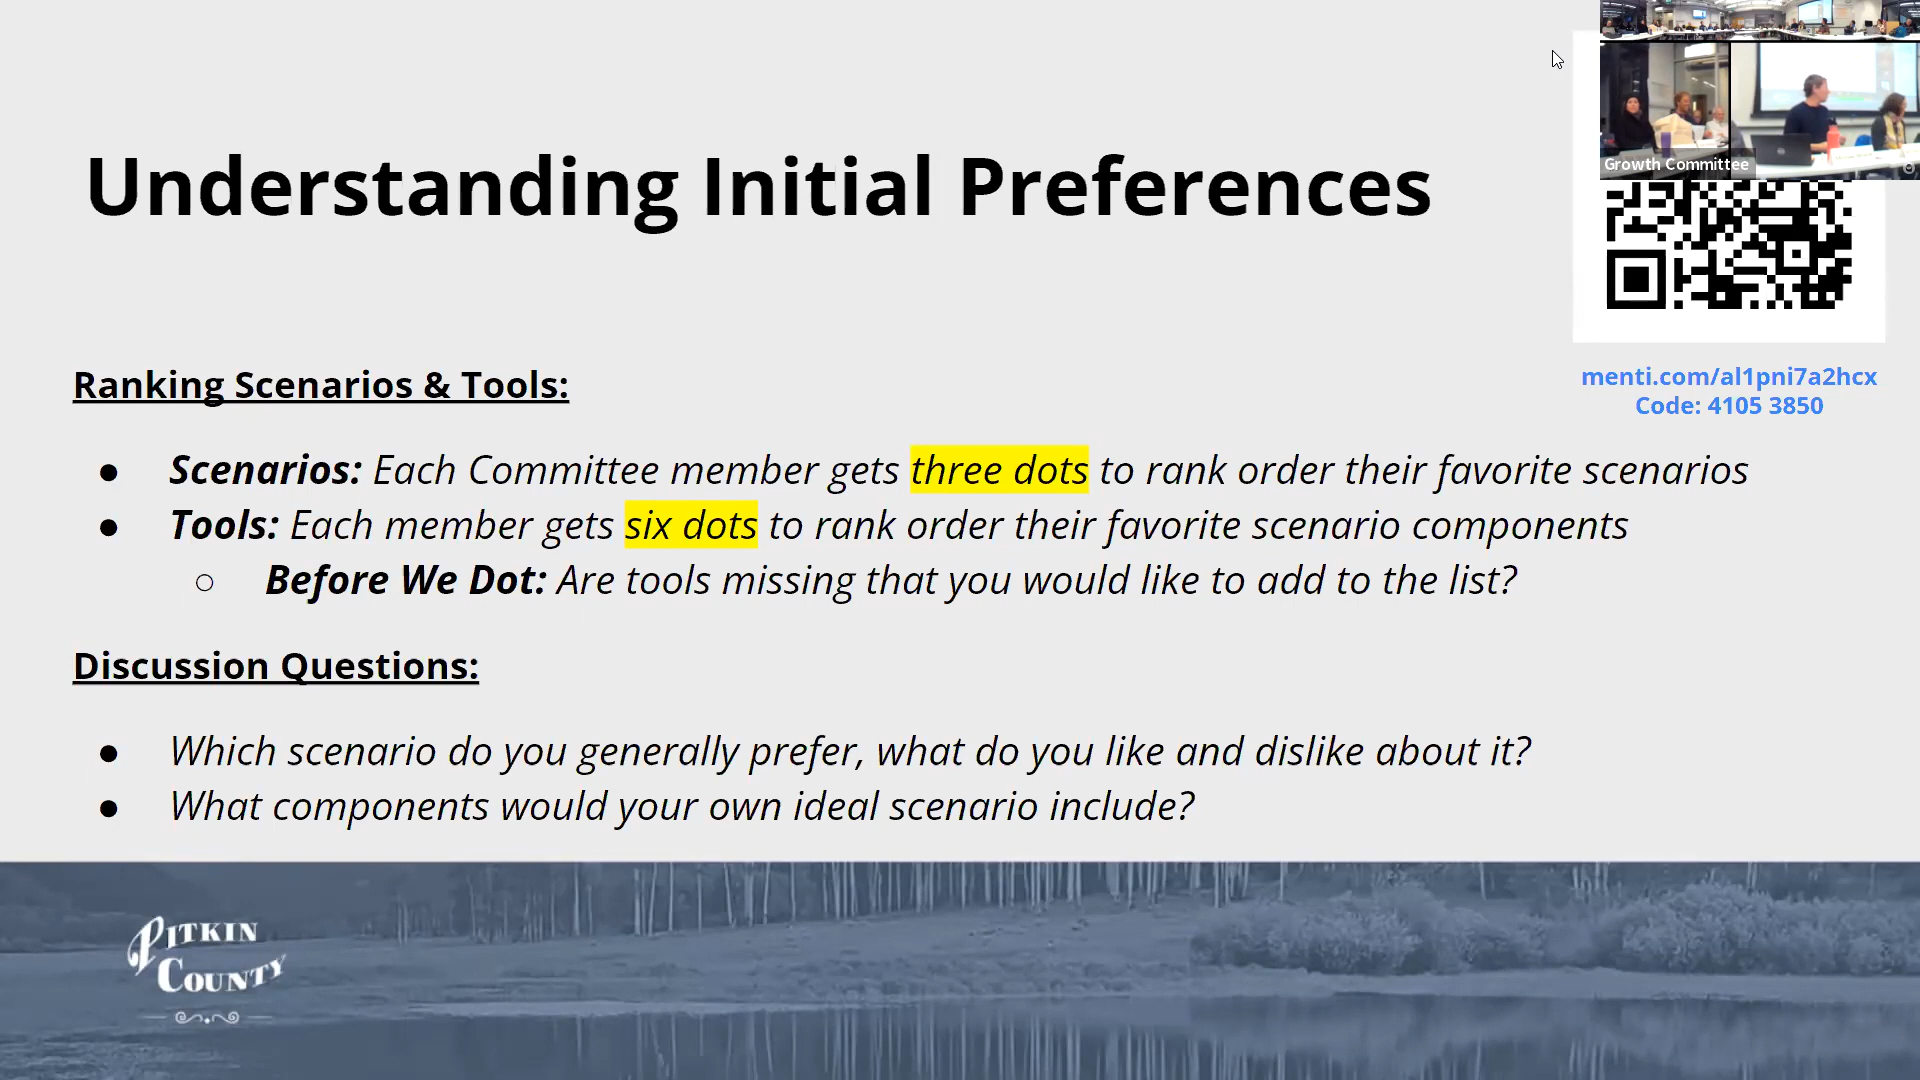 Understanding Initial Preferences
Growth Committee
menti.com/al1pni7a2hcx
Code: 4105 3850
Ranking Scenarios & Tools:
● Scenarios: Each Committee member gets three dots to rank order their favorite scenarios
● Tools: Each member gets six dots to rank order their favorite scenario components
○ Before We Dot: Are tools missing that you would like to add to the list?
Discussion Questions:
● Which scenario do you generally prefer, what do you like and dislike about it?
● What components would your own ideal scenario include?
PITKIN
COUNTY